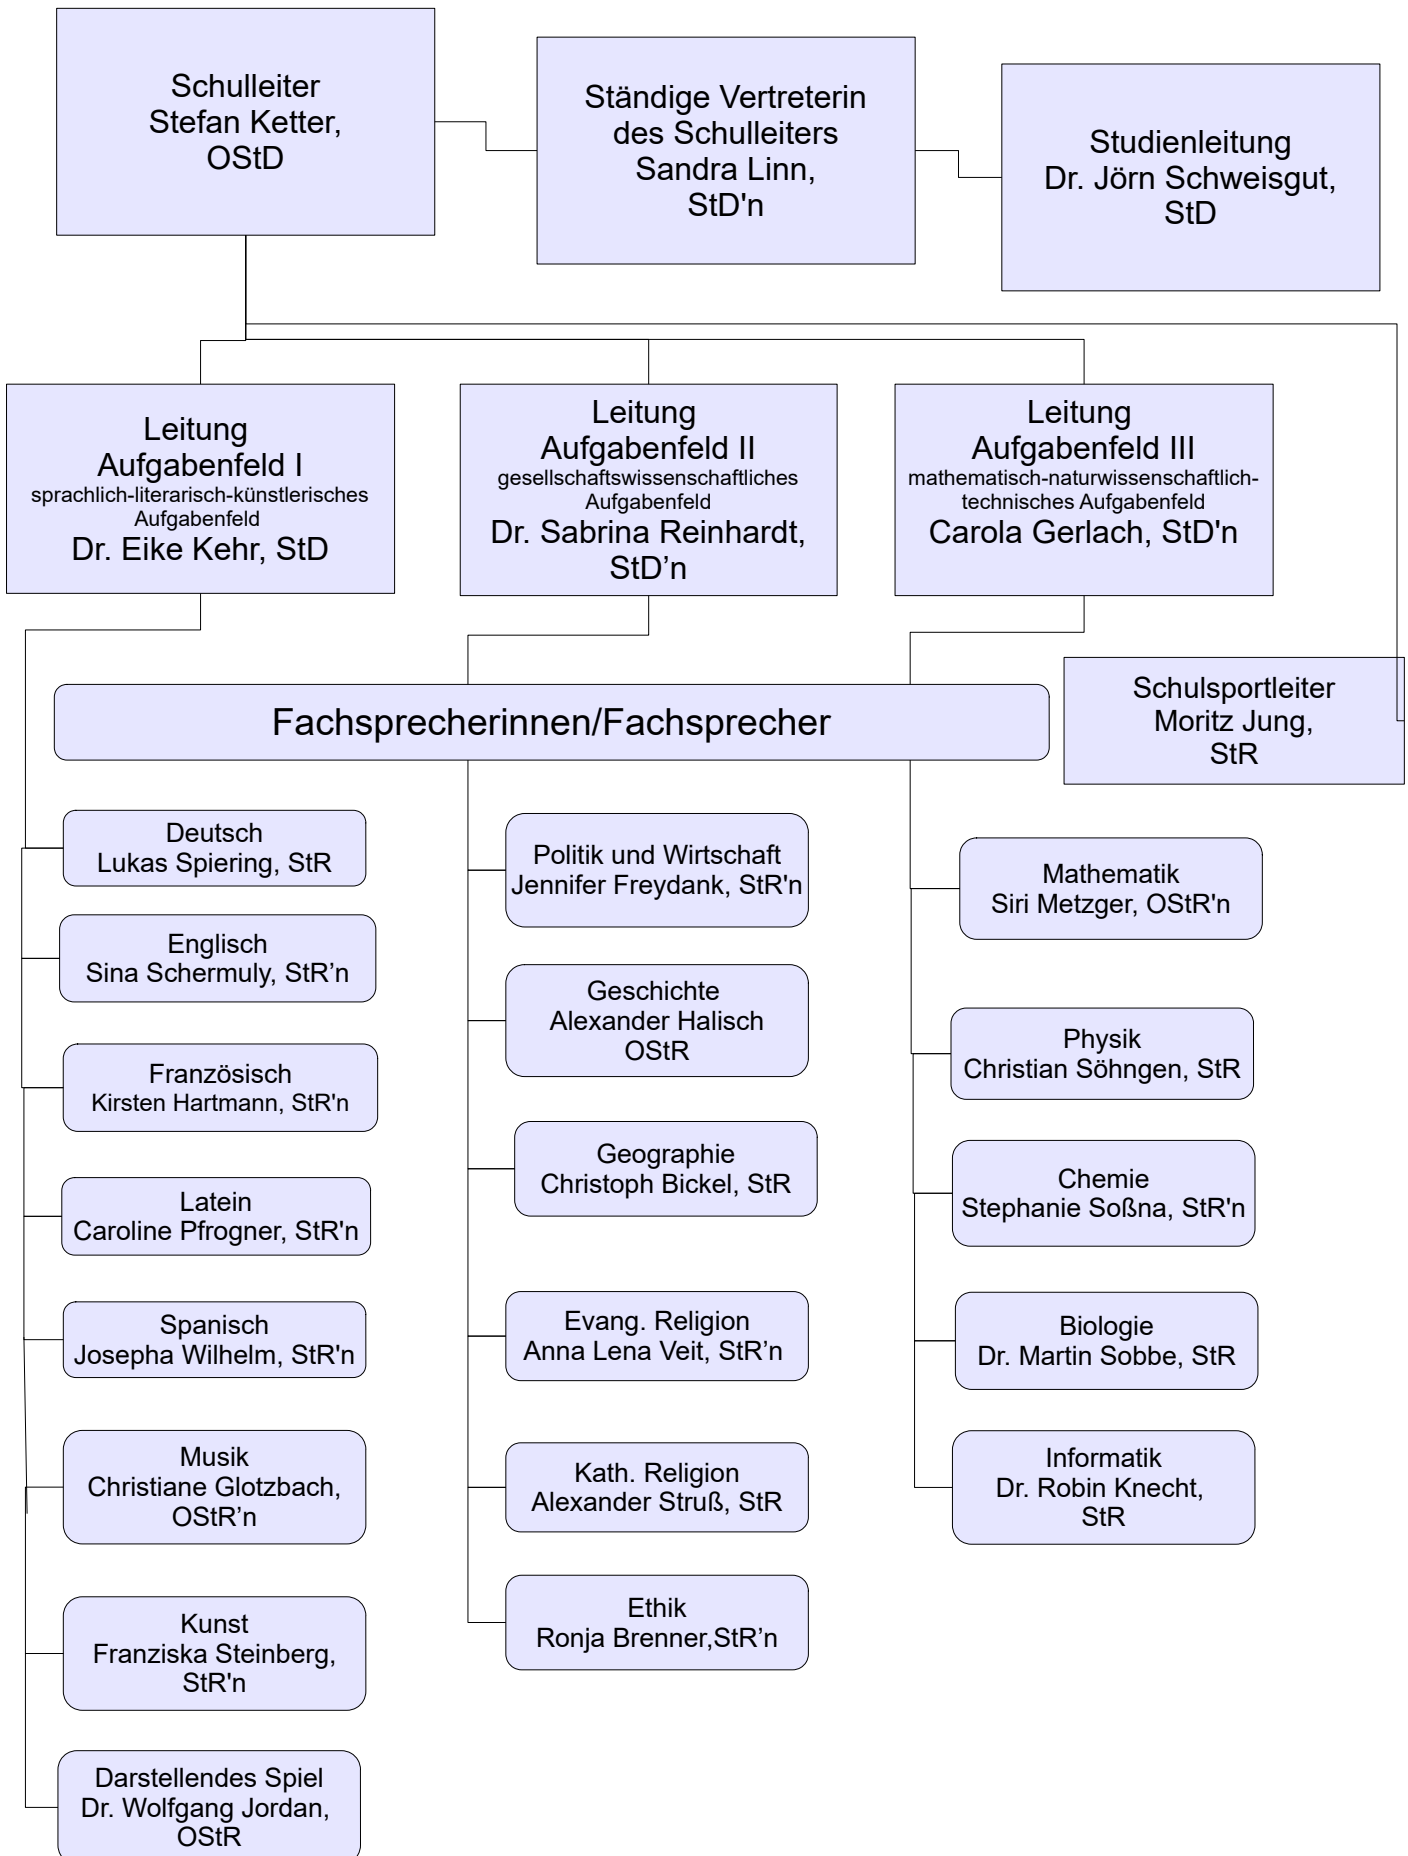 Schulleiter
Stefan Ketter,
OStD
Ständige Vertreterin
des Schulleiters
Sandra Linn,
StD'n
Studienleitung
Dr. Jörn Schweisgut,
StD
Leitung
Aufgabenfeld I
sprachlich-literarisch-künstlerisches
Aufgabenfeld
Dr. Eike Kehr, StD
Leitung
Aufgabenfeld II
gesellschaftswissenschaftliches
Aufgabenfeld
Dr. Sabrina Reinhardt,
StD’n
Leitung
Aufgabenfeld III
mathematisch-naturwissenschaftlich-
technisches Aufgabenfeld
Carola Gerlach, StD'n
Fachsprecherinnen/Fachsprecher
Schulsportleiter
Moritz Jung,
StR
Deutsch
Lukas Spiering, StR
Englisch
Sina Schermuly, StR’n
Französisch
Kirsten Hartmann, StR'n
Latein
Caroline Pfrogner, StR'n
Spanisch
Josepha Wilhelm, StR'n
Musik
Christiane Glotzbach,
OStR’n
Kunst
Franziska Steinberg,
StR'n
Darstellendes Spiel
Dr. Wolfgang Jordan,
OStR
Politik und Wirtschaft
Jennifer Freydank, StR'n
Geschichte
Alexander Halisch
OStR
Geographie
Christoph Bickel, StR
Evang. Religion
Anna Lena Veit, StR’n
Kath. Religion
Alexander Struß, StR
Ethik
Ronja Brenner,StR’n
Mathematik
Siri Metzger, OStR'n
Physik
Christian Söhngen, StR
Chemie
Stephanie Soßna, StR'n
Biologie
Dr. Martin Sobbe, StR
Informatik
Dr. Robin Knecht,
StR